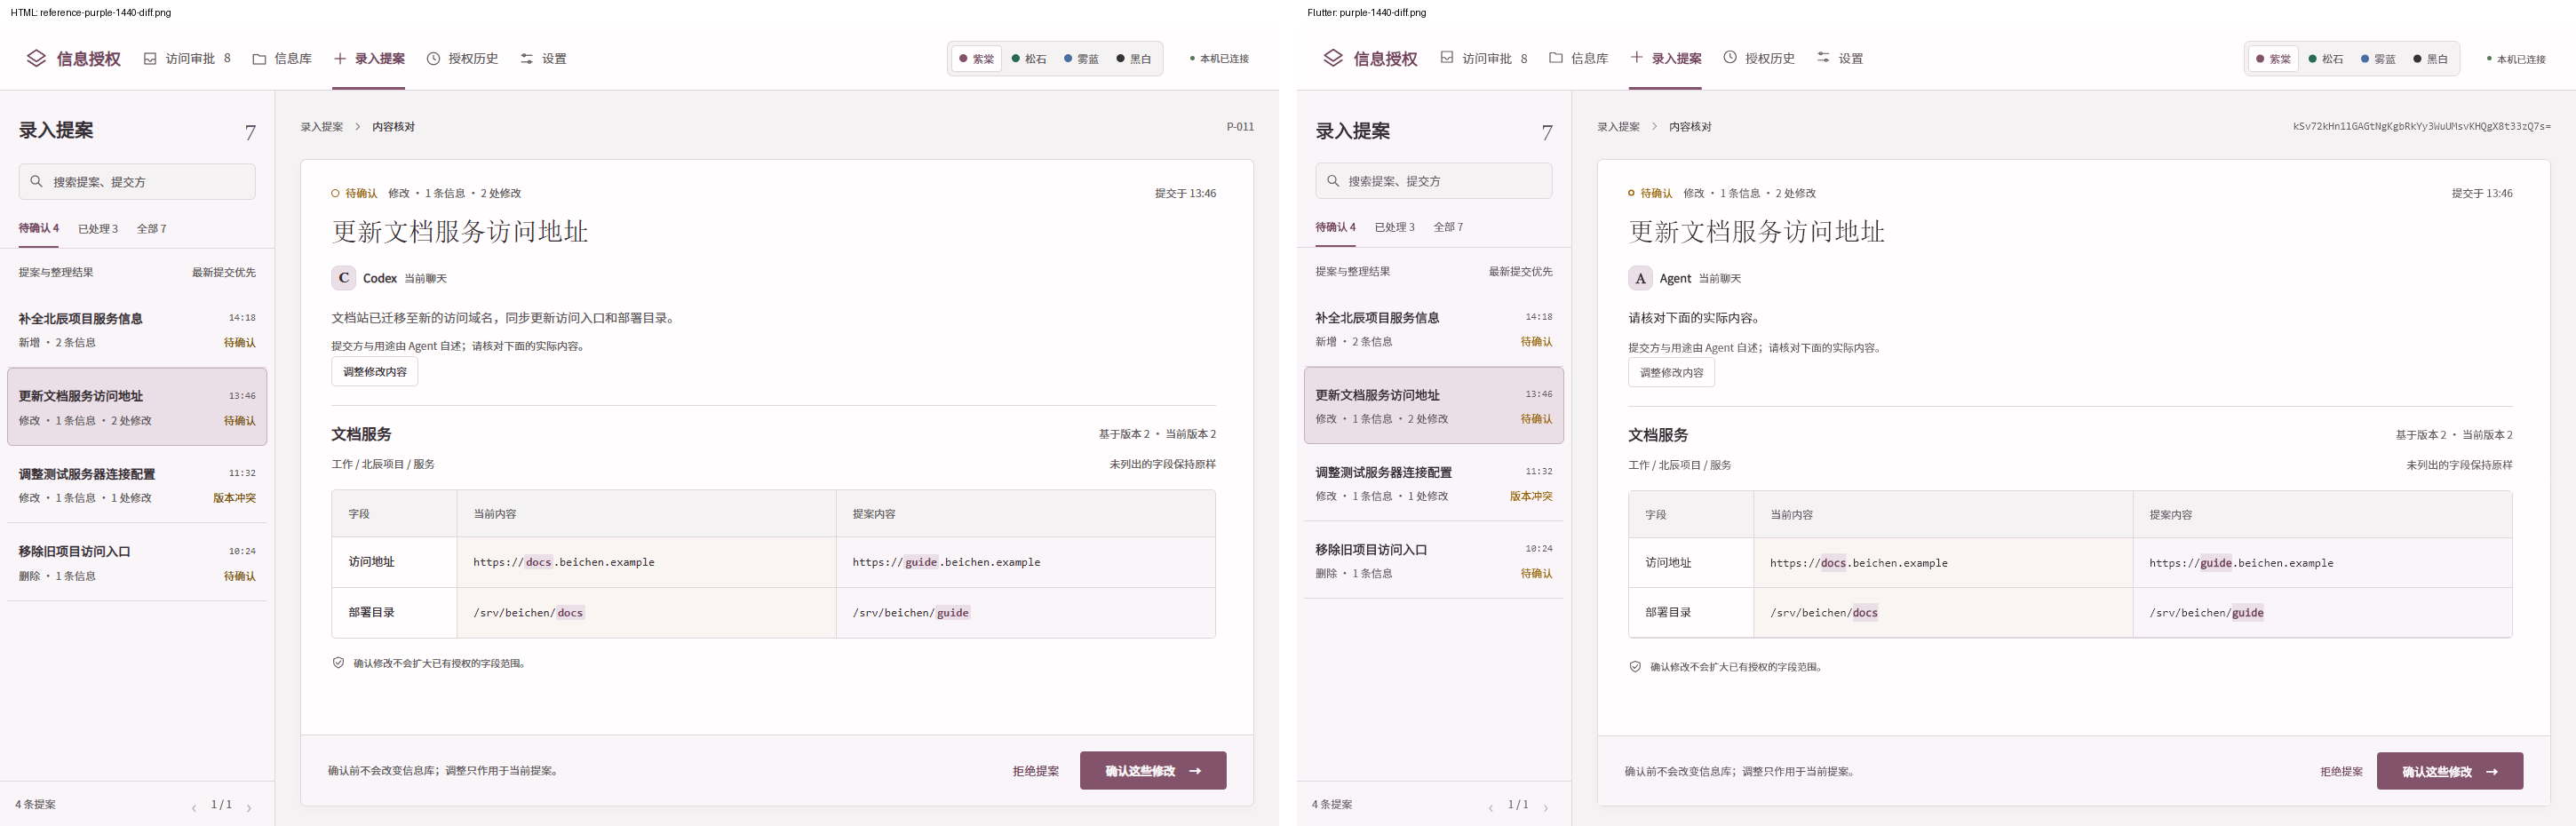 HTML: reference-purple-1440-diff.png
信息授权 访问审批 8 信息库 录入提案 授权历史 设置 紫棠 松石 雾蓝 黑白 本机已连接
录入提案 7
搜索提案、提交方
待确认 4 已处理 3 全部 7
提案与整理结果 最新提交优先
补全北辰项目服务信息 14:18
新增 · 2 条信息 待确认
更新文档服务访问地址 13:46
修改 · 1 条信息 · 2 处修改 待确认
调整测试服务器连接配置 11:32
修改 · 1 条信息 · 1 处修改 版本冲突
移除旧项目访问入口 10:24
删除 · 1 条信息 待确认
4 条提案 ‹ 1 / 1 ›
录入提案 > 内容核对 P-011
待确认 修改 · 1 条信息 · 2 处修改 提交于 13:46
更新文档服务访问地址
C Codex 当前聊天
文档站已迁移至新的访问域名，同步更新访问入口和部署目录。
提交方与用途由 Agent 自述；请核对下面的实际内容。
调整修改内容
文档服务 基于版本 2 · 当前版本 2
工作 / 北辰项目 / 服务 未列出的字段保持原样
字段 当前内容 提案内容
访问地址 https://docs.beichen.example https://guide.beichen.example
部署目录 /srv/beichen/docs /srv/beichen/guide
确认修改不会扩大已有授权的字段范围。
确认前不会改变信息库；调整只作用于当前提案。 拒绝提案 确认这些修改 →
Flutter: purple-1440-diff.png
信息授权 访问审批 8 信息库 录入提案 授权历史 设置 紫棠 松石 雾蓝 黑白 本机已连接
录入提案 7
搜索提案、提交方
待确认 4 已处理 3 全部 7
提案与整理结果 最新提交优先
补全北辰项目服务信息 14:18
新增 · 2 条信息 待确认
更新文档服务访问地址 13:46
修改 · 1 条信息 · 2 处修改 待确认
调整测试服务器连接配置 11:32
修改 · 1 条信息 · 1 处修改 版本冲突
移除旧项目访问入口 10:24
删除 · 1 条信息 待确认
4 条提案 ‹ 1 / 1 ›
录入提案 > 内容核对 kSv72kHn1lGAGtNgKgbRkYy3WuUMsvKHQgX8t33zQ7s=
待确认 修改 · 1 条信息 · 2 处修改 提交于 13:46
更新文档服务访问地址
A Agent 当前聊天
请核对下面的实际内容。
提交方与用途由 Agent 自述；请核对下面的实际内容。
调整修改内容
文档服务 基于版本 2 · 当前版本 2
工作 / 北辰项目 / 服务 未列出的字段保持原样
字段 当前内容 提案内容
访问地址 https://docs.beichen.example https://guide.beichen.example
部署目录 /srv/beichen/docs /srv/beichen/guide
确认修改不会扩大已有授权的字段范围。
确认前不会改变信息库；调整只作用于当前提案。 拒绝提案 确认这些修改 →